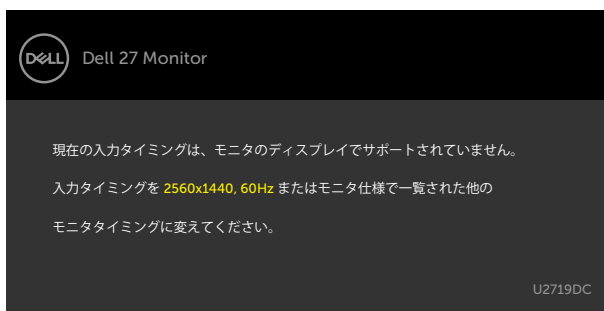 DELL
Dell 27 Monitor
現在の入力タイミングは、モニタのディスプレイでサポートされていません。
入力タイミングを 2560x1440, 60Hz またはモニタ仕様で一覧された他の
モニタタイミングに変えてください。
U2719DC